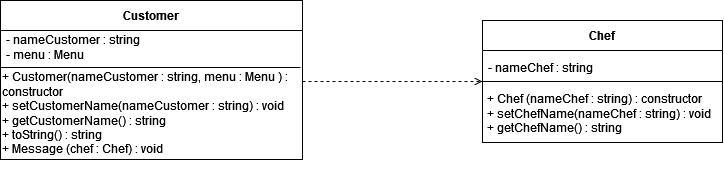 Customer
- nameCustomer : string
- menu : Menu
+ Customer(nameCustomer : string, menu : Menu ) :
constructor
+ setCustomerName(nameCustomer : string) : void
+ getCustomerName() : string
+ toString() : string
+ Message (chef : Chef) : void
Chef
- nameChef : string
+ Chef (nameChef : string) : constructor
+ setChefName(nameChef : string) : void
+ getChefName() : string